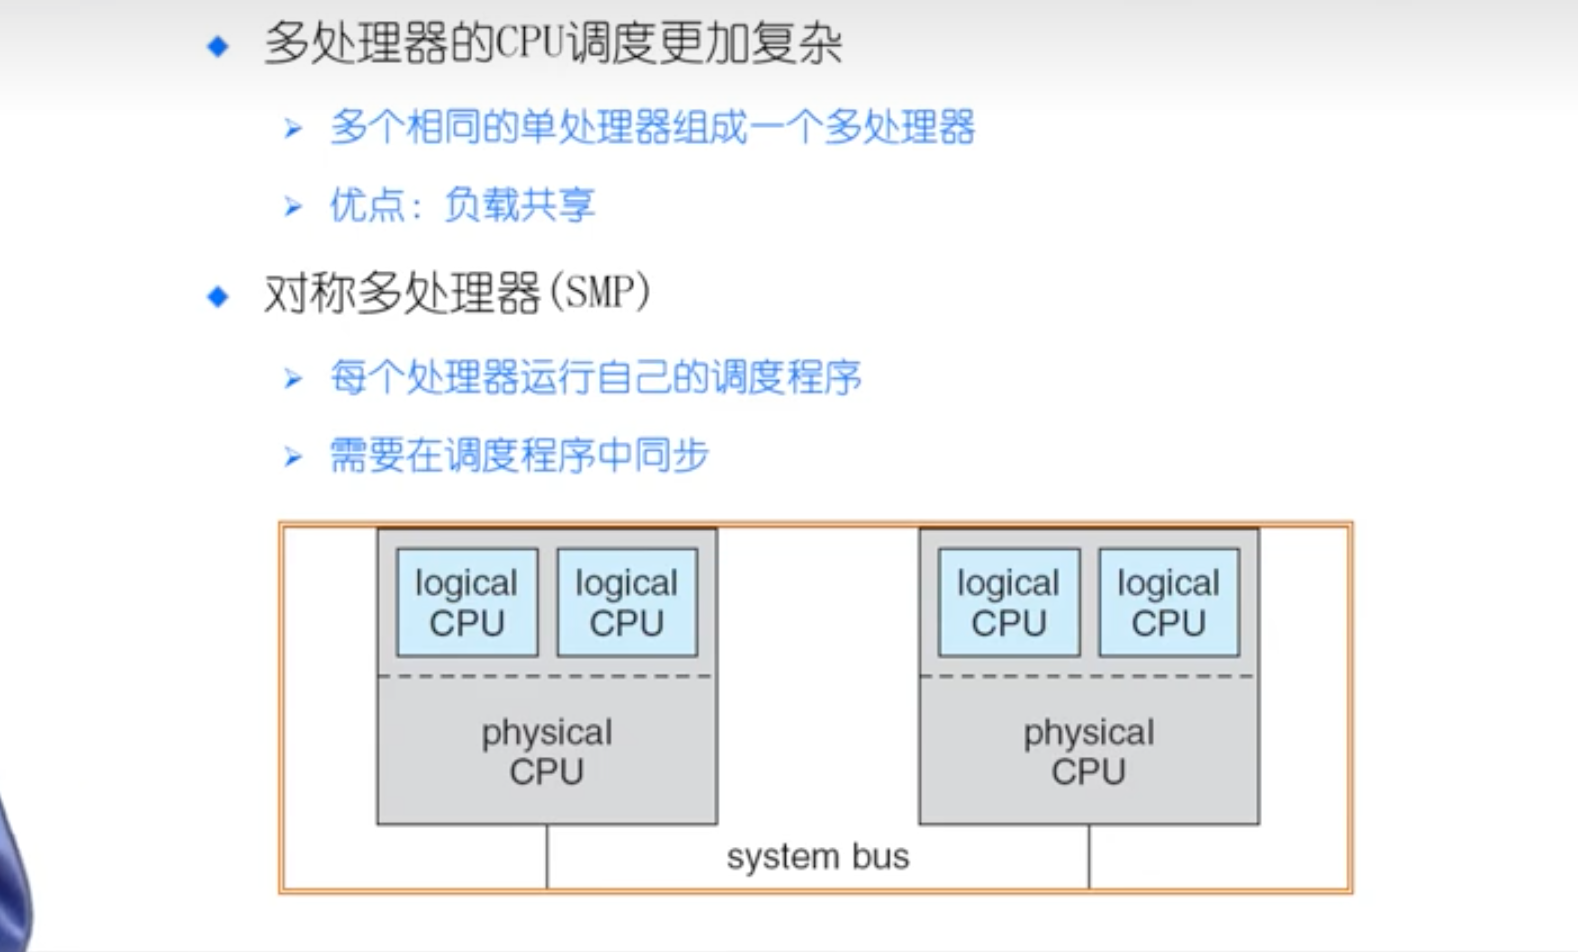 多处理器的CPU调度更加复杂
多个相同的单处理器组成一个多处理器
优点：负载共享
对称多处理器(SMP)
每个处理器运行自己的调度程序
需要在调度程序中同步
logical CPU
logical CPU
physical CPU
logical CPU
logical CPU
physical CPU
system bus